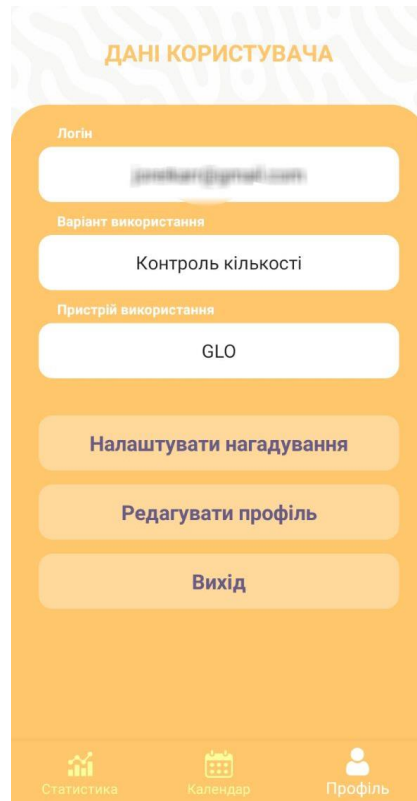 ДАНІ КОРИСТУВАЧА
Логін
Варіант використання
Контроль кількості
Пристрій використання
GLO
Налаштувати нагадування
Редагувати профіль
Вихід
Статистика Календар Профіль